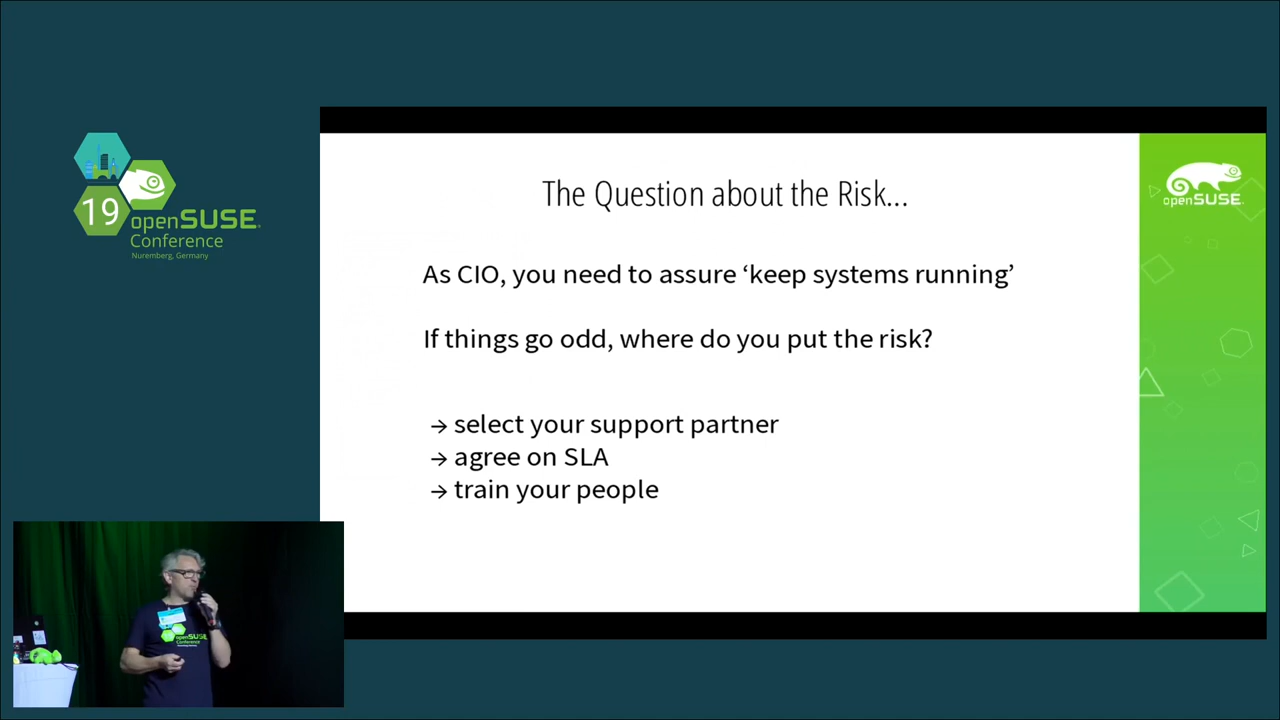 19
openSUSE
Conference
Nuremberg, Germany
The Question about the Risk...
openSUSE
As CIO, you need to assure ‘keep systems running’
If things go odd, where do you put the risk?
→ select your support partner
→ agree on SLA
→ train your people
openSUSE
Conference